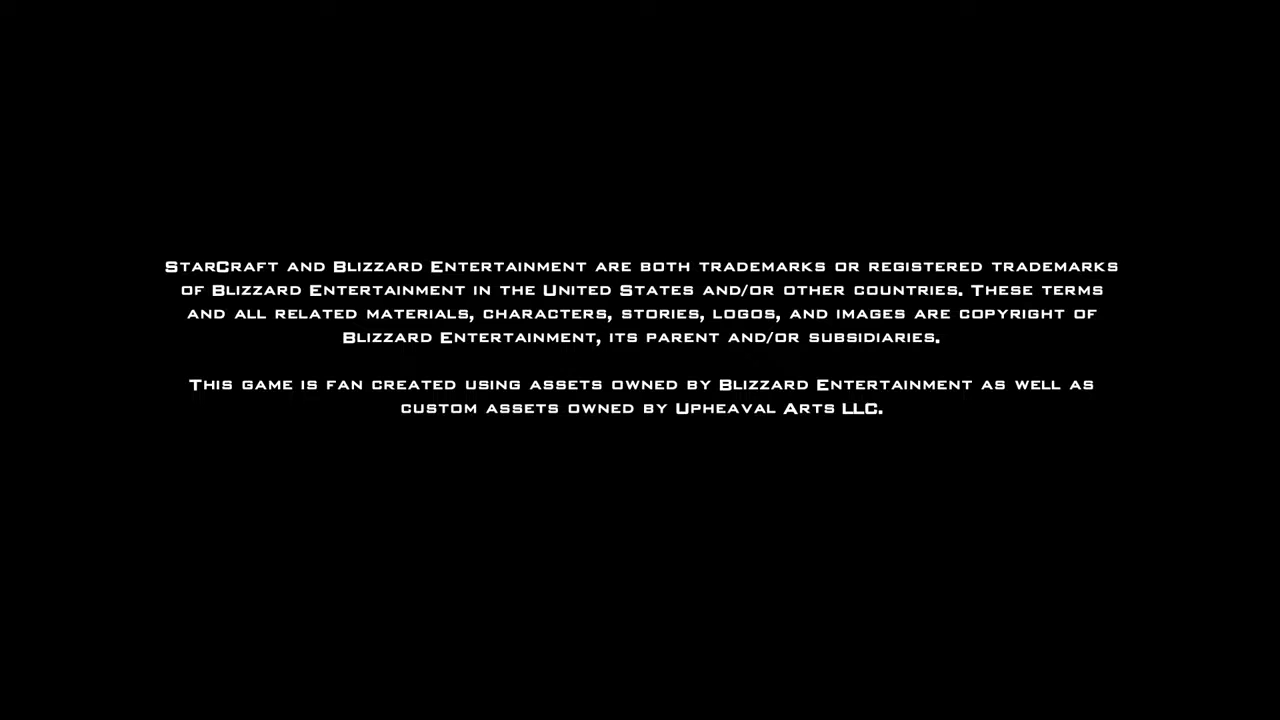 StarCraft and Blizzard Entertainment are both trademarks or registered trademarks
of Blizzard Entertainment in the United States and/or other countries. These terms
and all related materials, characters, stories, logos, and images are copyright of
Blizzard Entertainment, its parent and/or subsidiaries.
This game is fan created using assets owned by Blizzard Entertainment as well as
custom assets owned by Upheaval Arts LLC.